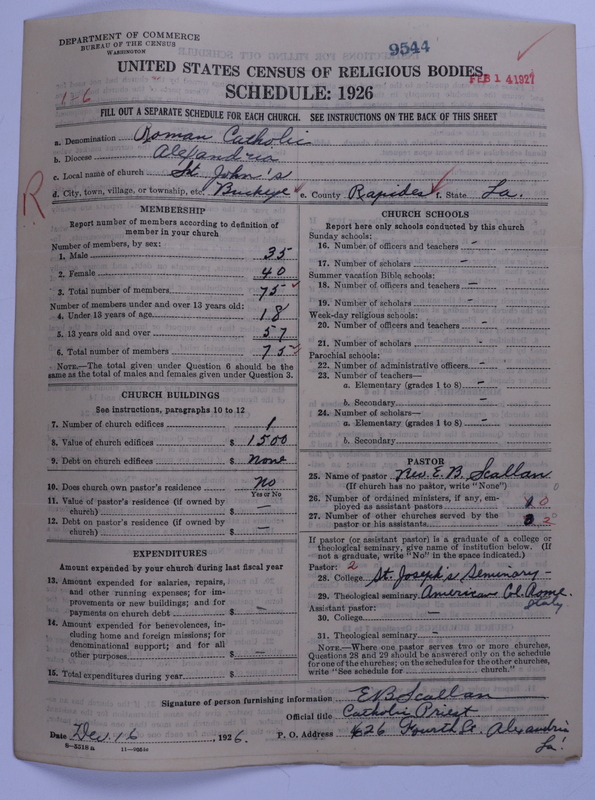 DEPARTMENT OF COMMERCE
BUREAU OF THE CENSUS
WASHINGTON
9544
UNITED STATES CENSUS OF RELIGIOUS BODIES
FEB 14 1927
SCHEDULE: 1926
1-6
FILL OUT A SEPARATE SCHEDULE FOR EACH CHURCH. SEE INSTRUCTIONS ON THE BACK OF THIS SHEET
a. Denomination Roman Catholic
b. Diocese Alexandria
c. Local name of church St. John's
d. City, town, village, or township, etc. Buckeye e. County Rapides f. State La.
R
MEMBERSHIP
Report number of members according to definition of
member in your church
Number of members, by sex:
1. Male 35
2. Female 40
3. Total number of members 75
Number of members under and over 13 years old:
4. Under 13 years of age 18
5. 13 years old and over 57
6. Total number of members 75
NOTE.—The total given under Question 6 should be the
same as the total of males and females given under Question 3.
CHURCH BUILDINGS
See instructions, paragraphs 10 to 12
7. Number of church edifices 1
8. Value of church edifices $ 1500
9. Debt on church edifices $ None
10. Does church own pastor's residence No
Yes or No
11. Value of pastor's residence (if owned by
church) $ —
12. Debt on pastor's residence (if owned by
church) $ —
EXPENDITURES
Amount expended by your church during last fiscal year
13. Amount expended for salaries, repairs,
and other running expenses; for im-
provements or new buildings; and for
payments on church debt $ —
14. Amount expended for benevolences, in-
cluding home and foreign missions; for
denominational support; and for all
other purposes $ —
15. Total expenditures during year $
CHURCH SCHOOLS
Report here only schools conducted by this church
Sunday schools:
16. Number of officers and teachers -
17. Number of scholars -
Summer vacation Bible schools:
18. Number of officers and teachers —
19. Number of scholars -
Week-day religious schools:
20. Number of officers and teachers -
21. Number of scholars -
Parochial schools:
22. Number of administrative officers -
23. Number of teachers—
a. Elementary (grades 1 to 8) -
b. Secondary -
24. Number of scholars—
a. Elementary (grades 1 to 8) -
b. Secondary
PASTOR
25. Name of pastor Rev. E. B. Scallan
(If church has no pastor, write "None")
26. Number of ordained ministers, if any, em-
ployed as assistant pastors 0
27. Number of other churches served by the
pastor or his assistants 2
If pastor (or assistant pastor) is a graduate of a college or
theological seminary, give name of institution below. (If
not a graduate, write "No" in the space indicated.)
Pastor: 2
28. College St. Joseph's Seminary -
29. Theological seminary American Col. Rome
Italy
Assistant pastor:
30. College —
31. Theological seminary —
NOTE.—Where one pastor serves two or more churches,
Questions 28 and 29 should be answered only on the schedule
for one of the churches; on the schedules for the other churches,
write "See schedule for church."
Signature of person furnishing information E B Scallan
Official title Catholic Priest
Date Dec. 16, 1926. P. O. Address 426 Fourth St. Alexandria
La.
8-5518 a